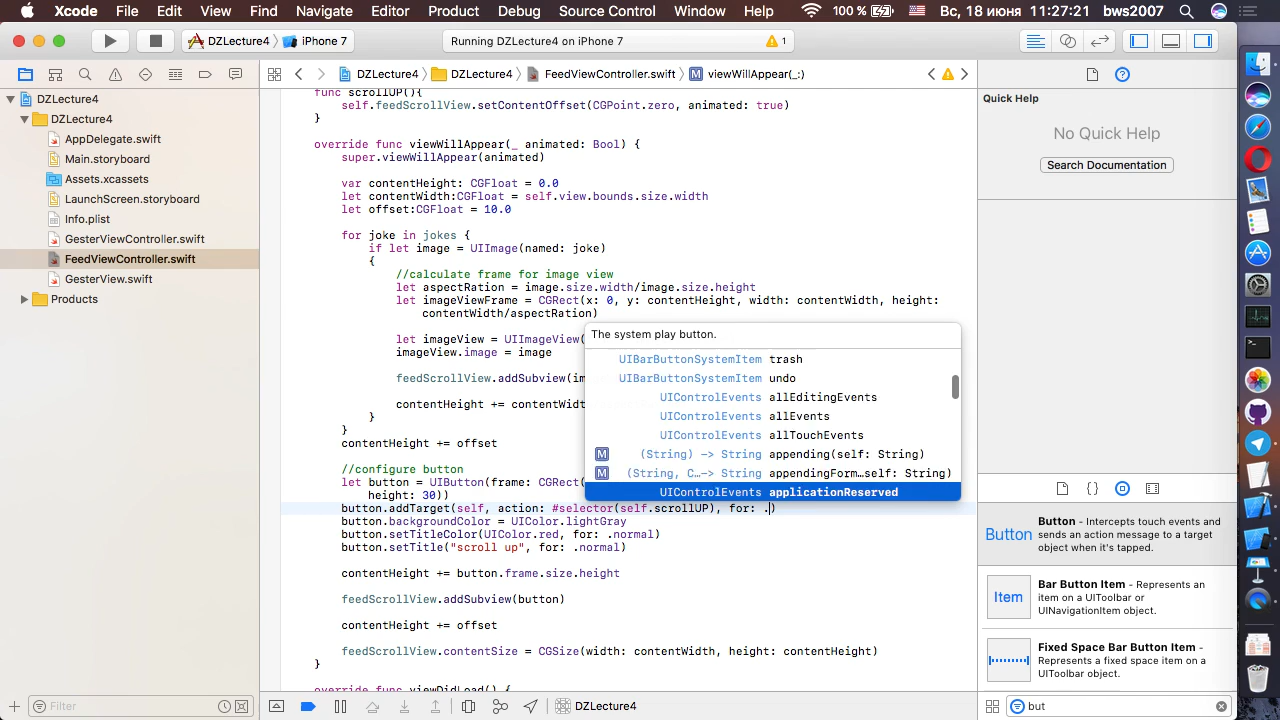 Xcode File Edit View Find Navigate Editor Product Debug Source Control Window Help 100 % Вс, 18 июня 11:27:21 bws2007
DZLecture4 iPhone 7 Running DZLecture4 on iPhone 7 1
DZLecture4 DZLecture4 FeedViewController.swift M viewWillAppear(_:)
DZLecture4
DZLecture4
AppDelegate.swift
Main.storyboard
Assets.xcassets
LaunchScreen.storyboard
Info.plist
GesterViewController.swift
FeedViewController.swift
GesterView.swift
Products
Filter
func scrollUP(){
self.feedScrollView.setContentOffset(CGPoint.zero, animated: true)
}
override func viewWillAppear(_ animated: Bool) {
super.viewWillAppear(animated)
var contentHeight: CGFloat = 0.0
let contentWidth:CGFloat = self.view.bounds.size.width
let offset:CGFloat = 10.0
for joke in jokes {
if let image = UIImage(named: joke)
{
//calculate frame for image view
let aspectRation = image.size.width/image.size.height
let imageViewFrame = CGRect(x: 0, y: contentHeight, width: contentWidth, height:
contentWidth/aspectRation)
let imageView = UIImageView(
imageView.image = image
feedScrollView.addSubview(im
contentHeight += contentWidt
}
}
contentHeight += offset
//configure button
let button = UIButton(frame: CGRect(
height: 30))
button.addTarget(self, action: #selector(self.scrollUP), for: .)
button.backgroundColor = UIColor.lightGray
button.setTitleColor(UIColor.red, for: .normal)
button.setTitle("scroll up", for: .normal)
contentHeight += button.frame.size.height
feedScrollView.addSubview(button)
contentHeight += offset
feedScrollView.contentSize = CGSize(width: contentWidth, height: contentHeight)
}
override func viewDidLoad() {
The system play button.
UIBarButtonSystemItem trash
UIBarButtonSystemItem undo
UIControlEvents allEditingEvents
UIControlEvents allEvents
UIControlEvents allTouchEvents
M (String) -> String appending(self: String)
M (String, C…-> String appendingForm…self: String)
UIControlEvents applicationReserved
DZLecture4
Quick Help
No Quick Help
Search Documentation
Button - Intercepts touch events and
sends an action message to a target
object when it's tapped.
Button
Bar Button Item - Represents an
item on a UIToolbar or
UINavigationItem object.
Item
Fixed Space Bar Button Item -
Represents a fixed space item on a
UIToolbar object.
but